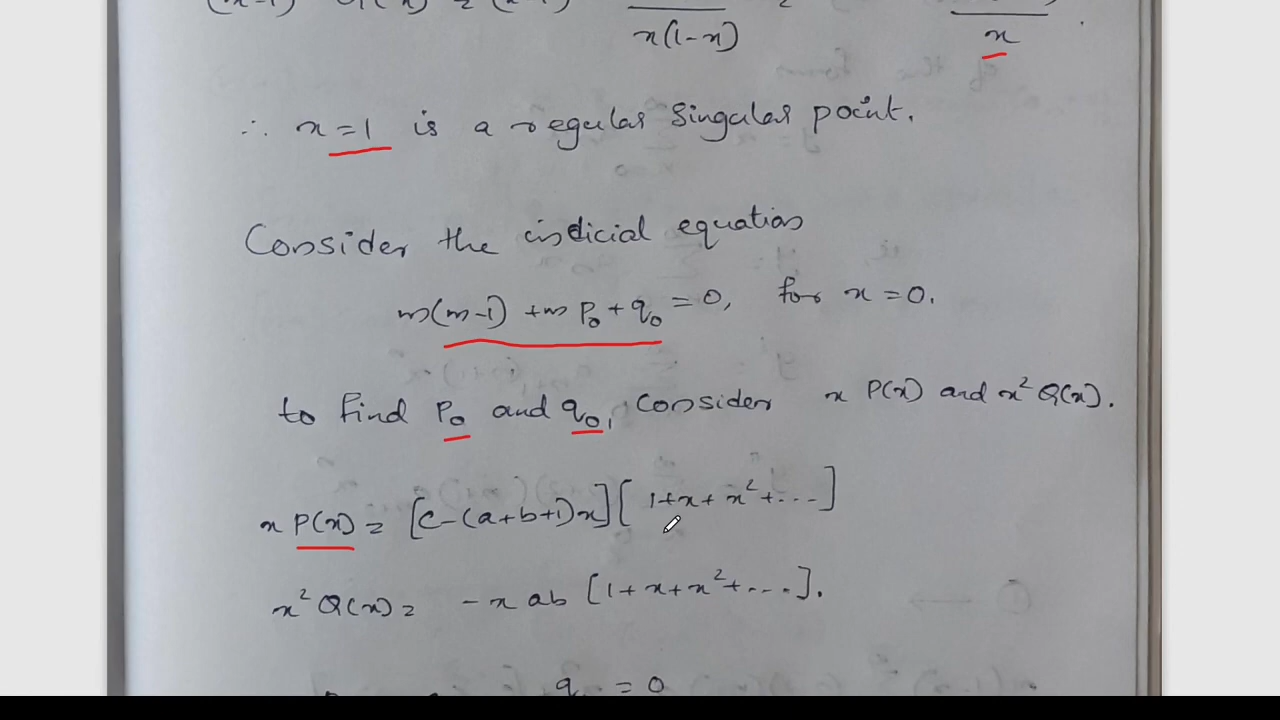 x(1-x)
x
∴ x = 1 is a regular singular point.
Consider the indicial equation
m(m-1) + m p₀ + q₀ = 0, for x = 0.
to find p₀ and q₀, consider x P(x) and x² Q(x).
x P(x) = [c-(a+b+1)x][1+x+x²+...]
x² Q(x) = -x ab [1+x+x²+....].
q = 0